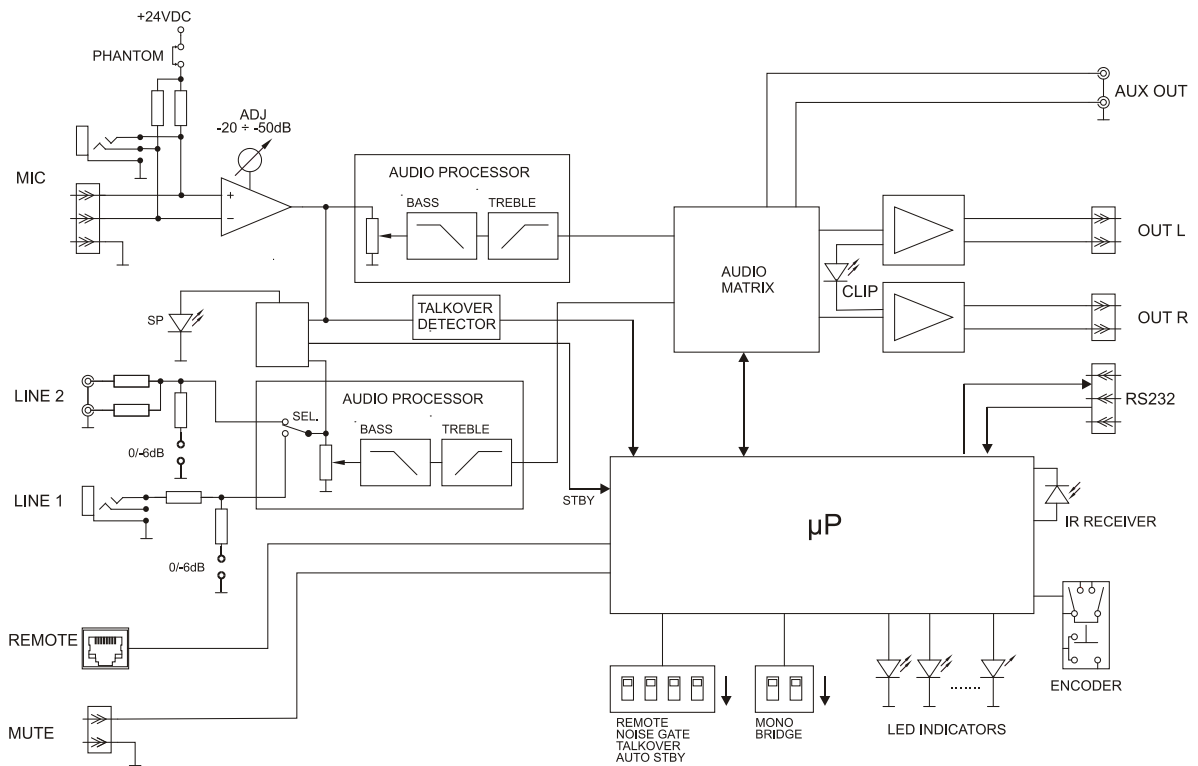 +24VDC
PHANTOM
ADJ
-20 ÷ -50dB
MIC
+
−
AUDIO PROCESSOR
BASS
TREBLE
AUX OUT
AUDIO
MATRIX
CLIP
OUT L
OUT R
SP
TALKOVER
DETECTOR
LINE 2
0/-6dB
SEL.
AUDIO PROCESSOR
BASS
TREBLE
RS232
LINE 1
0/-6dB
STBY
µP
IR RECEIVER
REMOTE
ENCODER
MUTE
REMOTE
NOISE GATE
TALKOVER
AUTO STBY
MONO
BRIDGE
........
LED INDICATORS